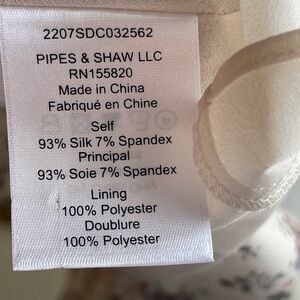 2207SDC032562
PIPES & SHAW LLC
RN155820
Made in China
Fabriqué en Chine
Self
93% Silk 7% Spandex
Principal
93% Soie 7% Spandex
Lining
100% Polyester
Doublure
100% Polyester